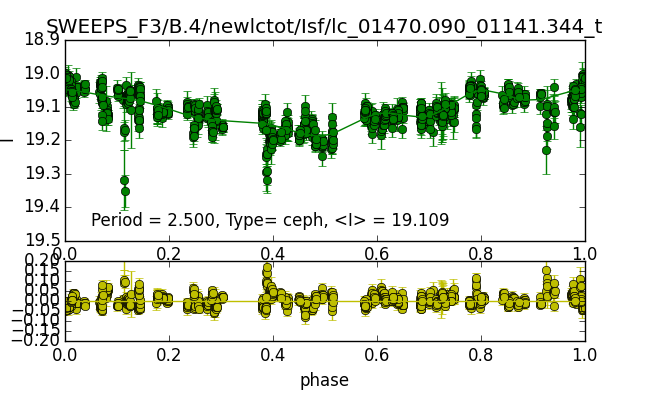 SWEEPS_F3/B.4/newlctot/Isf/lc_01470.090_01141.344_t
18.9
19.0
19.1
19.2
19.3
19.4
19.5
I
Period = 2.500, Type= ceph, <I> = 19.109
0.0 0.2 0.4 0.6 0.8 1.0
0.20
0.15
0.10
0.05
0.00
−0.05
−0.10
−0.15
−0.20
0.0 0.2 0.4 0.6 0.8 1.0
phase